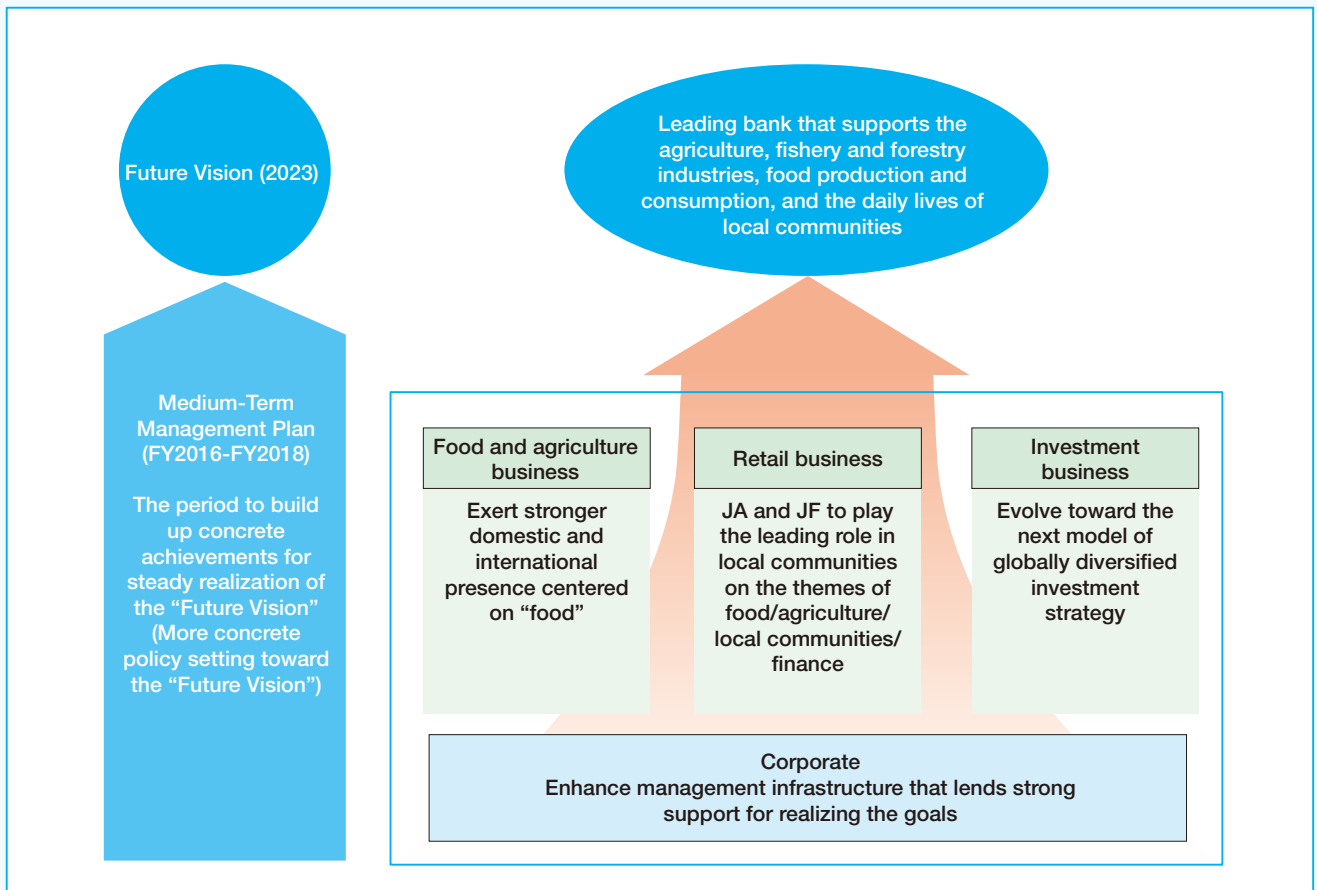 Future Vision (2023)
Leading bank that supports the
agriculture, fishery and forestry
industries, food production and
consumption, and the daily lives of
local communities
Medium-Term
Management Plan
(FY2016-FY2018)
The period to build
up concrete
achievements for
steady realization of
the “Future Vision”
(More concrete
policy setting toward
the “Future Vision”)
Food and agriculture
business
Exert stronger
domestic and
international
presence centered
on “food”
Retail business
JA and JF to play
the leading role in
local communities
on the themes of
food/agriculture/
local communities/
finance
Investment
business
Evolve toward the
next model of
globally diversified
investment
strategy
Corporate
Enhance management infrastructure that lends strong
support for realizing the goals